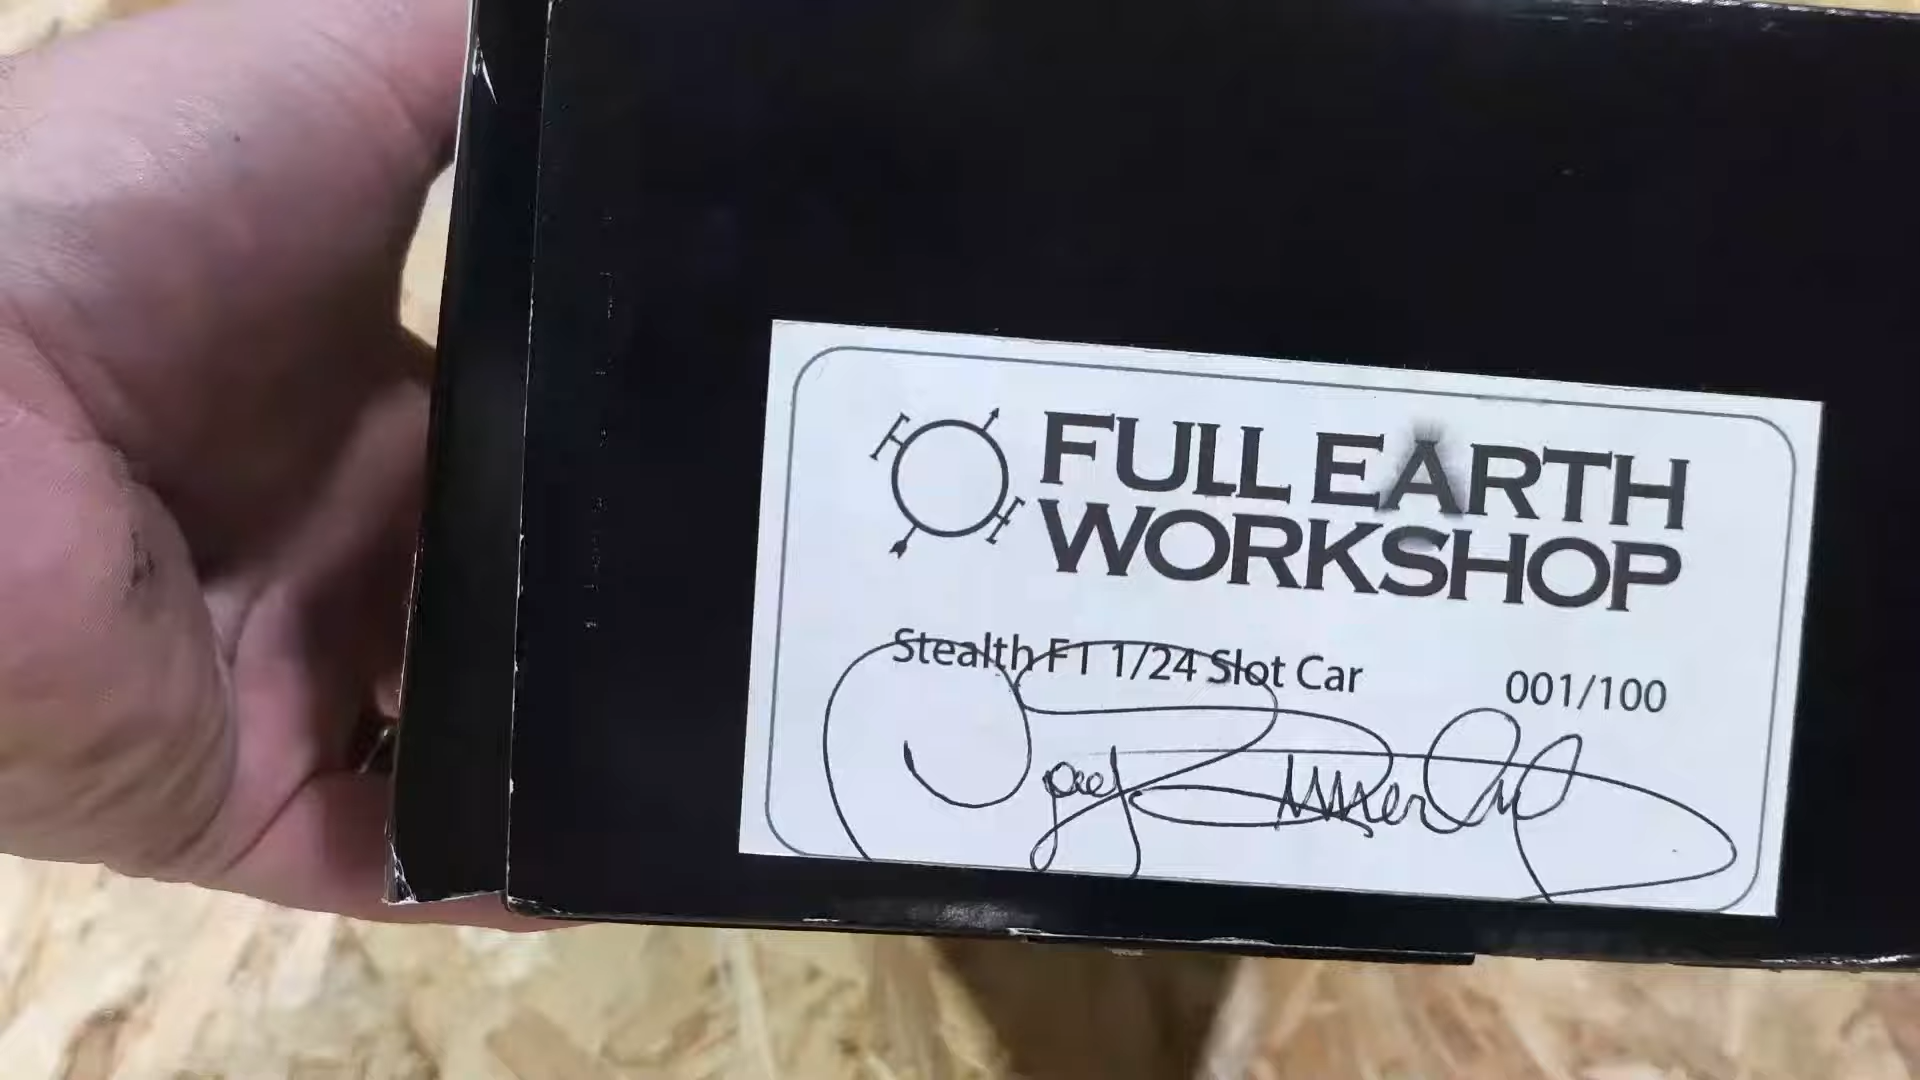 F F
FULL EARTH
WORKSHOP
Stealth F1 1/24 Slot Car 001/100